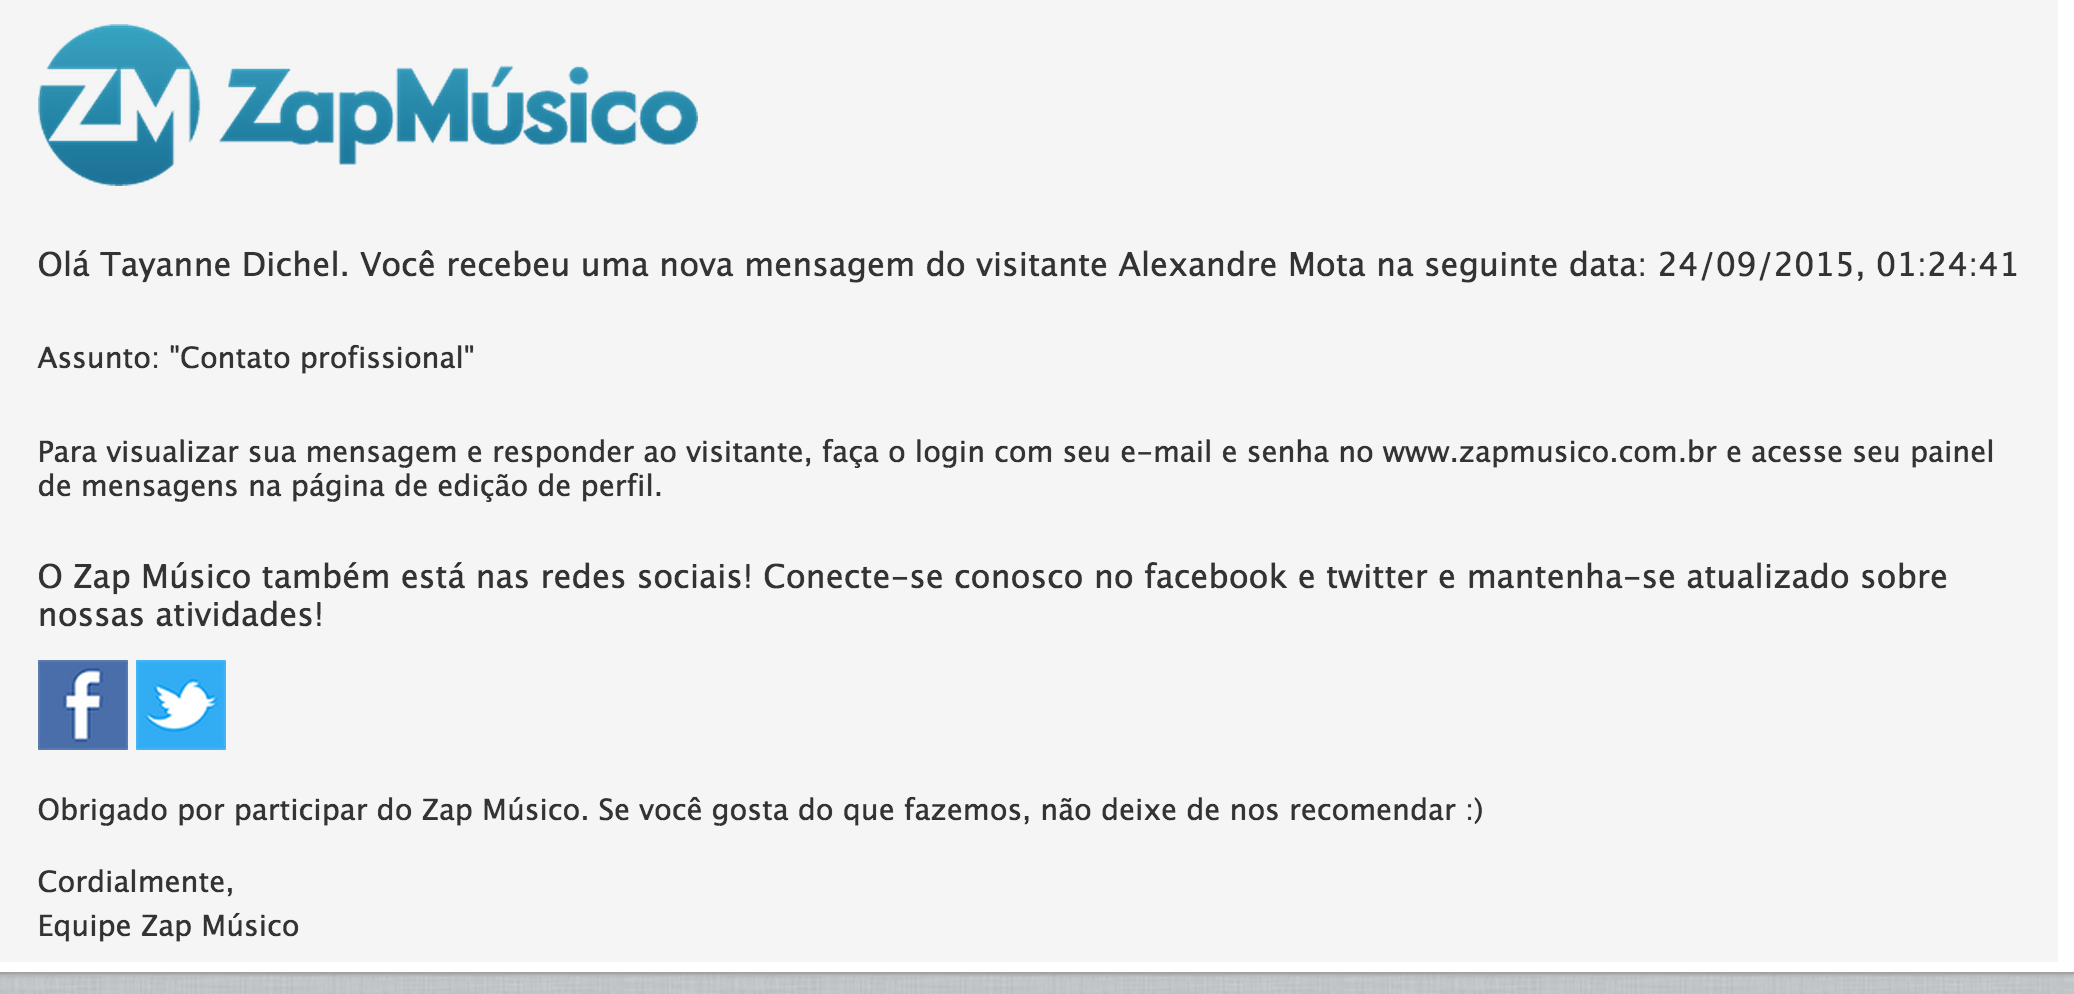 ZM ZapMúsico
Olá Tayanne Dichel. Você recebeu uma nova mensagem do visitante Alexandre Mota na seguinte data: 24/09/2015, 01:24:41
Assunto: "Contato profissional"
Para visualizar sua mensagem e responder ao visitante, faça o login com seu e-mail e senha no www.zapmusico.com.br e acesse seu painel
de mensagens na página de edição de perfil.
O Zap Músico também está nas redes sociais! Conecte-se conosco no facebook e twitter e mantenha-se atualizado sobre
nossas atividades!
f
Obrigado por participar do Zap Músico. Se você gosta do que fazemos, não deixe de nos recomendar :)
Cordialmente,
Equipe Zap Músico